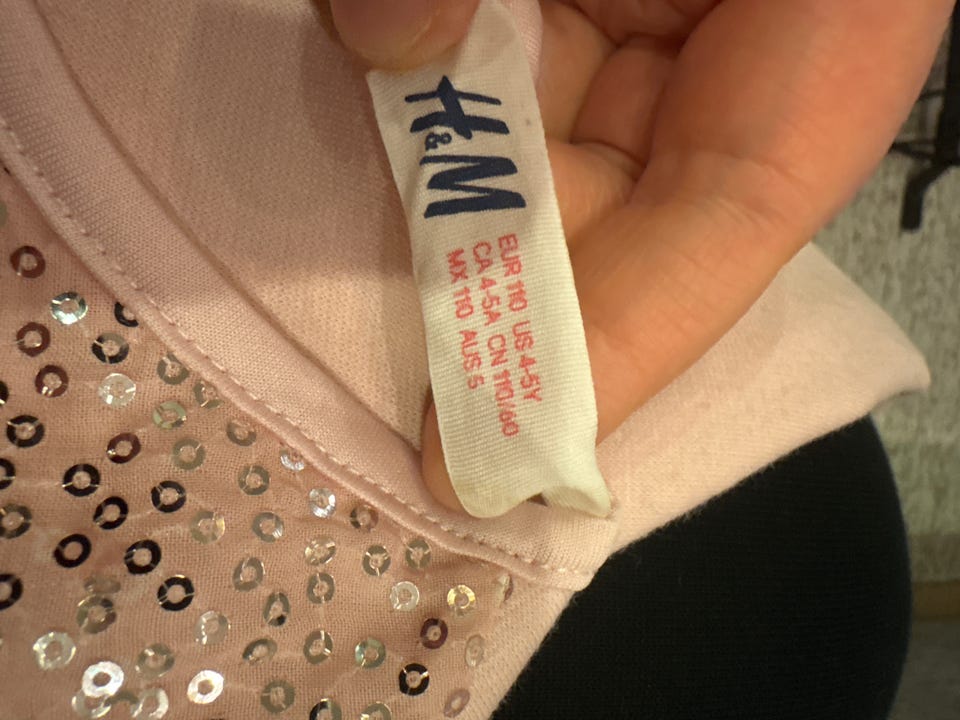 H&M
EUR 110 US 4-5Y
CA 4-5A CN 110/60
MX 110 AUS 5